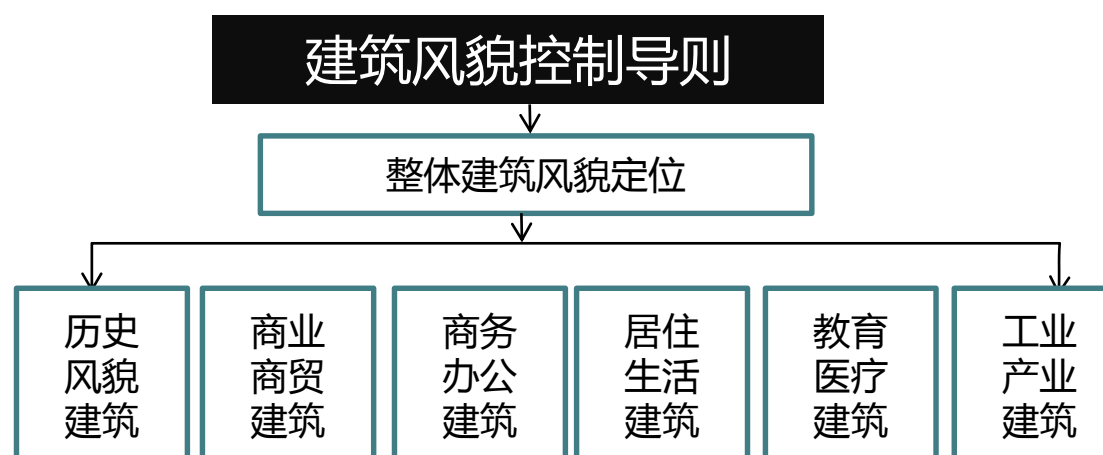 建筑风貌控制导则
整体建筑风貌定位
历史
风貌
建筑
商业
商贸
建筑
商务
办公
建筑
居住
生活
建筑
教育
医疗
建筑
工业
产业
建筑